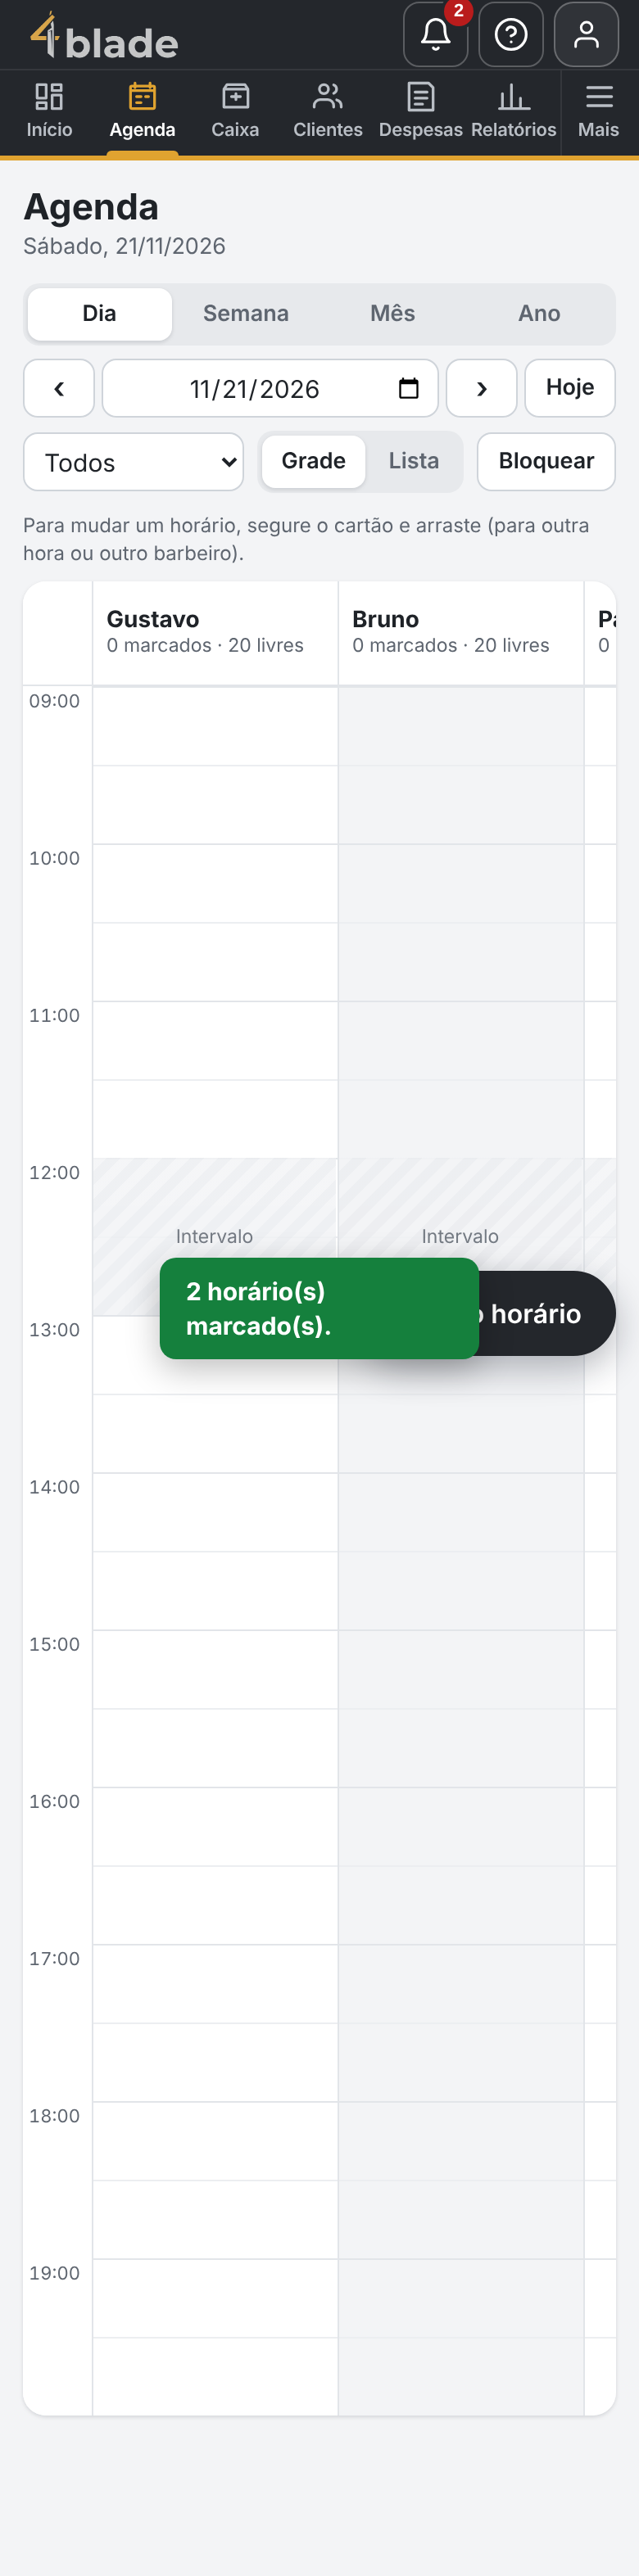 4blade
2
Início
Agenda
Caixa
Clientes
Despesas
Relatórios
Mais
Agenda
Sábado, 21/11/2026
Dia
Semana
Mês
Ano
11/21/2026
Hoje
Todos
Grade
Lista
Bloquear
Para mudar um horário, segure o cartão e arraste (para outra
hora ou outro barbeiro).
Gustavo
0 marcados · 20 livres
Bruno
0 marcados · 20 livres
0
09:00
10:00
11:00
12:00
Intervalo
Intervalo
2 horário(s)
marcado(s).
horário
13:00
14:00
15:00
16:00
17:00
18:00
19:00